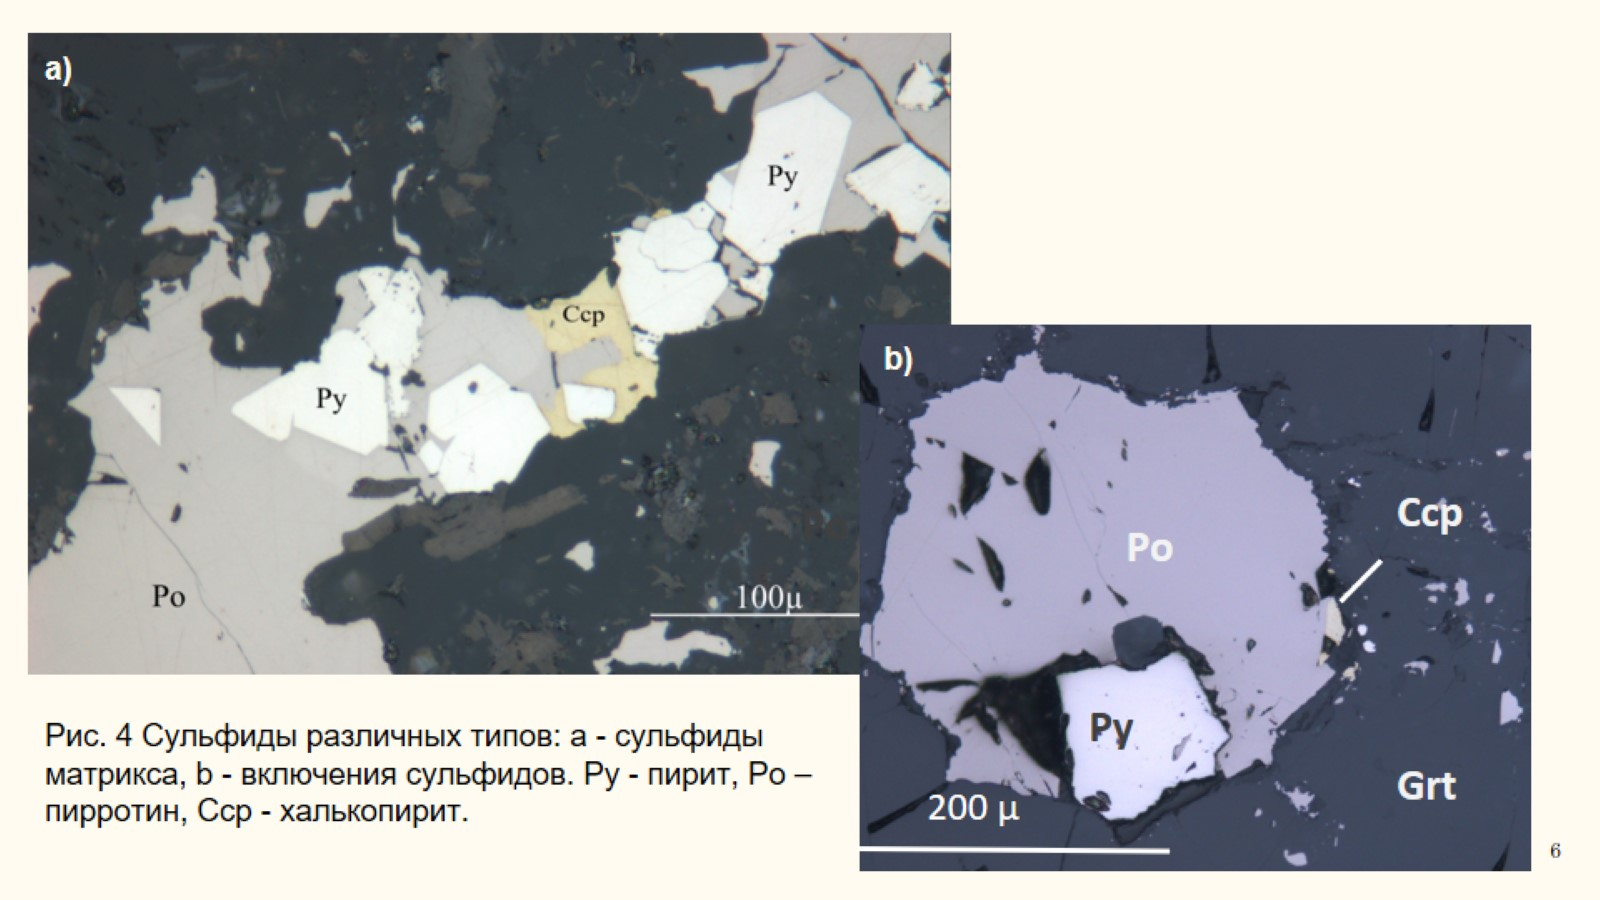 a)
Py
Ccp
Py
Po
100µ
b)
Ccp
Po
Py
Grt
200 µ
Рис. 4 Сульфиды различных типов: a - сульфиды
матрикса, b - включения сульфидов. Py - пирит, Po –
пирротин, Ccp - халькопирит.
6